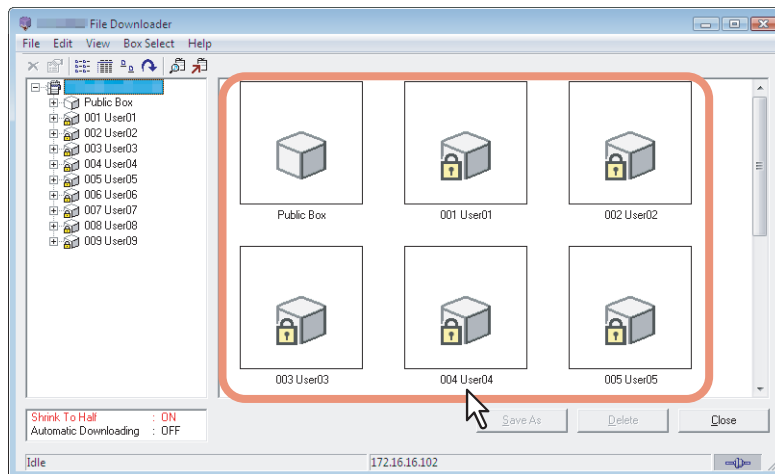 File Downloader
File Edit View Box Select Help
Public Box
001 User01
002 User02
003 User03
004 User04
005 User05
006 User06
007 User07
008 User08
009 User09
Public Box 001 User01 002 User02
003 User03 004 User04 005 User05
Shrink To Half : ON
Automatic Downloading : OFF
Save As Delete Close
Idle 172.16.16.102